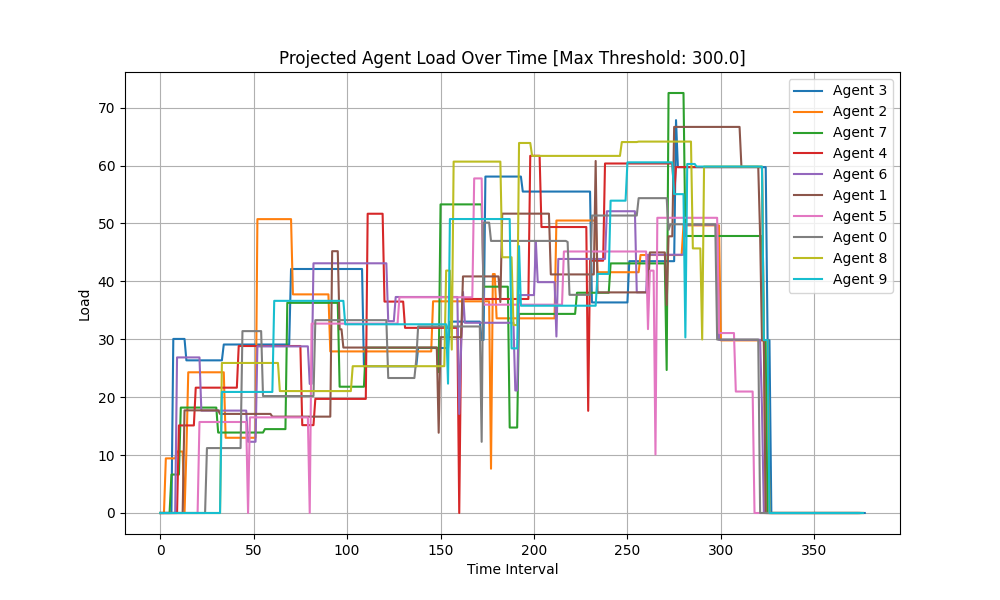 Projected Agent Load Over Time [Max Threshold: 300.0]
Load
70
60
50
40
30
20
10
0
0 50 100 150 200 250 300 350
Time Interval
Agent 3
Agent 2
Agent 7
Agent 4
Agent 6
Agent 1
Agent 5
Agent 0
Agent 8
Agent 9